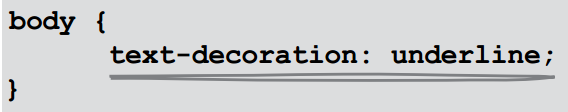 body {
text-decoration: underline;
}